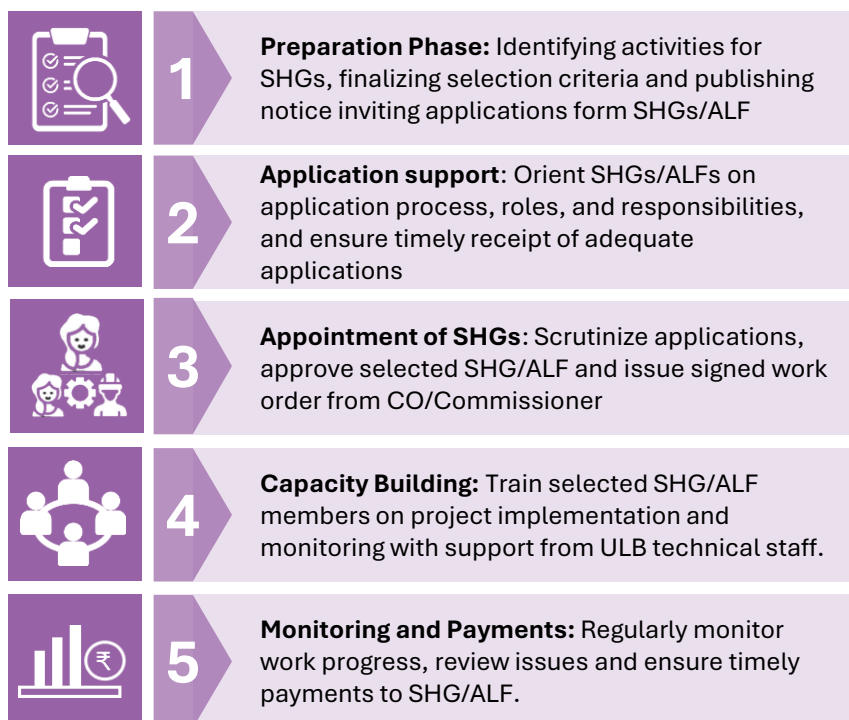 1
Preparation Phase: Identifying activities for
SHGs, finalizing selection criteria and publishing
notice inviting applications form SHGs/ALF
2
Application support: Orient SHGs/ALFs on
application process, roles, and responsibilities,
and ensure timely receipt of adequate
applications
3
Appointment of SHGs: Scrutinize applications,
approve selected SHG/ALF and issue signed work
order from CO/Commissioner
4
Capacity Building: Train selected SHG/ALF
members on project implementation and
monitoring with support from ULB technical staff.
₹
5
Monitoring and Payments: Regularly monitor
work progress, review issues and ensure timely
payments to SHG/ALF.